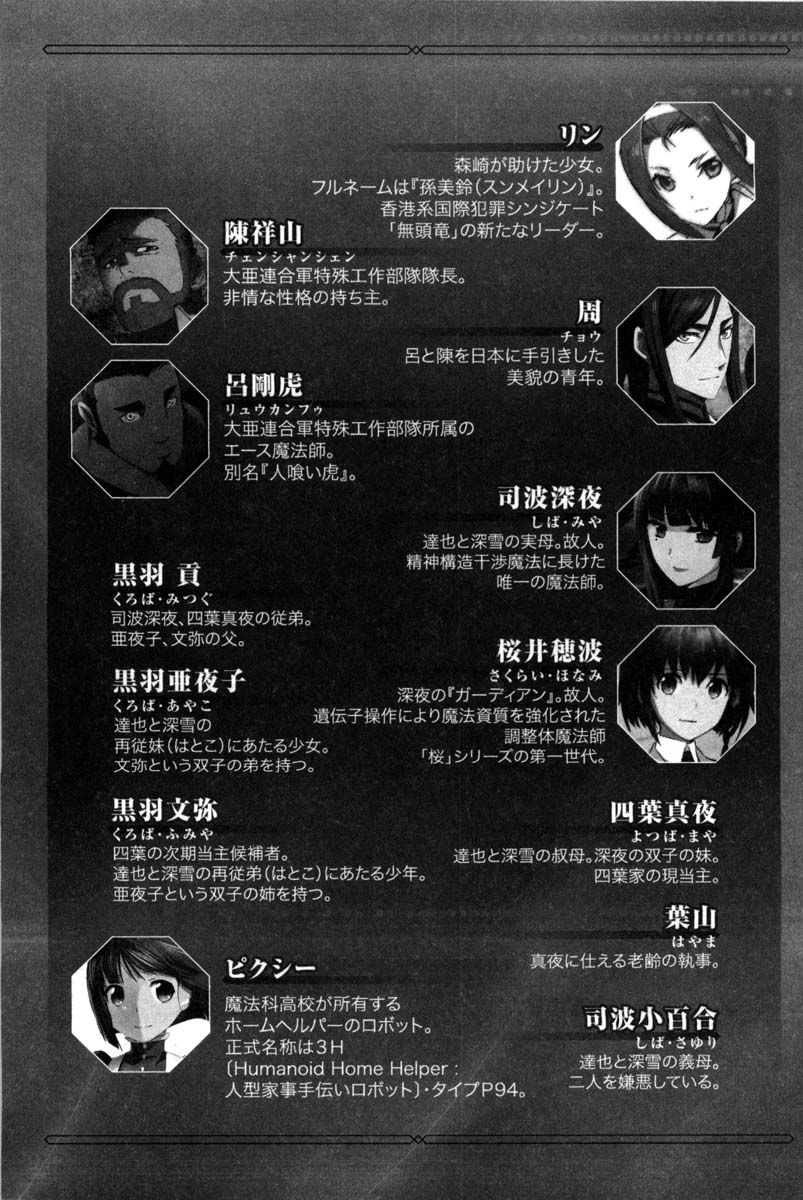 リン
森崎が助けた少女。
フルネームは『孫美鈴（スンメイリン）』。
香港系国際犯罪シンジケート
「無頭竜」の新たなリーダー。
周
チョウ
呂と陳を日本に手引きした
美貌の青年。
司波深夜
しば・みや
達也と深雪の実母。故人。
精神構造干渉魔法に長けた
唯一の魔法師。
桜井穂波
さくらい・ほなみ
深夜の『ガーディアン』。故人。
遺伝子操作により魔法資質を強化された
調整体魔法師
「桜」シリーズの第一世代。
四葉真夜
よつば・まや
達也と深雪の叔母。深夜の双子の妹。
四葉家の現当主。
葉山
はやま
真夜に仕える老齢の執事。
司波小百合
しば・さゆり
達也と深雪の義母。
二人を嫌悪している。
陳祥山
チェンシャンシェン
大亜連合軍特殊工作部隊隊長。
非情な性格の持ち主。
呂剛虎
リュウカンフゥ
大亜連合軍特殊工作部隊所属の
エース魔法師。
別名『人喰い虎』。
黒羽 貢
くろば・みつぐ
司波深夜、四葉真夜の従弟。
亜夜子、文弥の父。
黒羽亜夜子
くろば・あやこ
達也と深雪の
再従妹（はとこ）にあたる少女。
文弥という双子の弟を持つ。
黒羽文弥
くろば・ふみや
四葉の次期当主候補者。
達也と深雪の再従弟（はとこ）にあたる少年。
亜夜子という双子の姉を持つ。
ピクシー
魔法科高校が所有する
ホームヘルパーのロボット。
正式名称は3H
〔Humanoid Home Helper：
人型家事手伝いロボット〕・タイプP94。